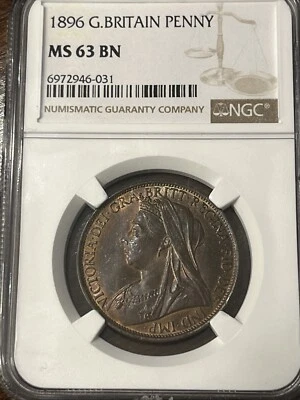 1896 G.BRITAIN PENNY
MS 63 BN
6972946-031
NUMISMATIC GUARANTY COMPANY
NGC
VICTORIA·DEI·GRA·BRITT·REGINA·FID·DEF·IND·IMP·